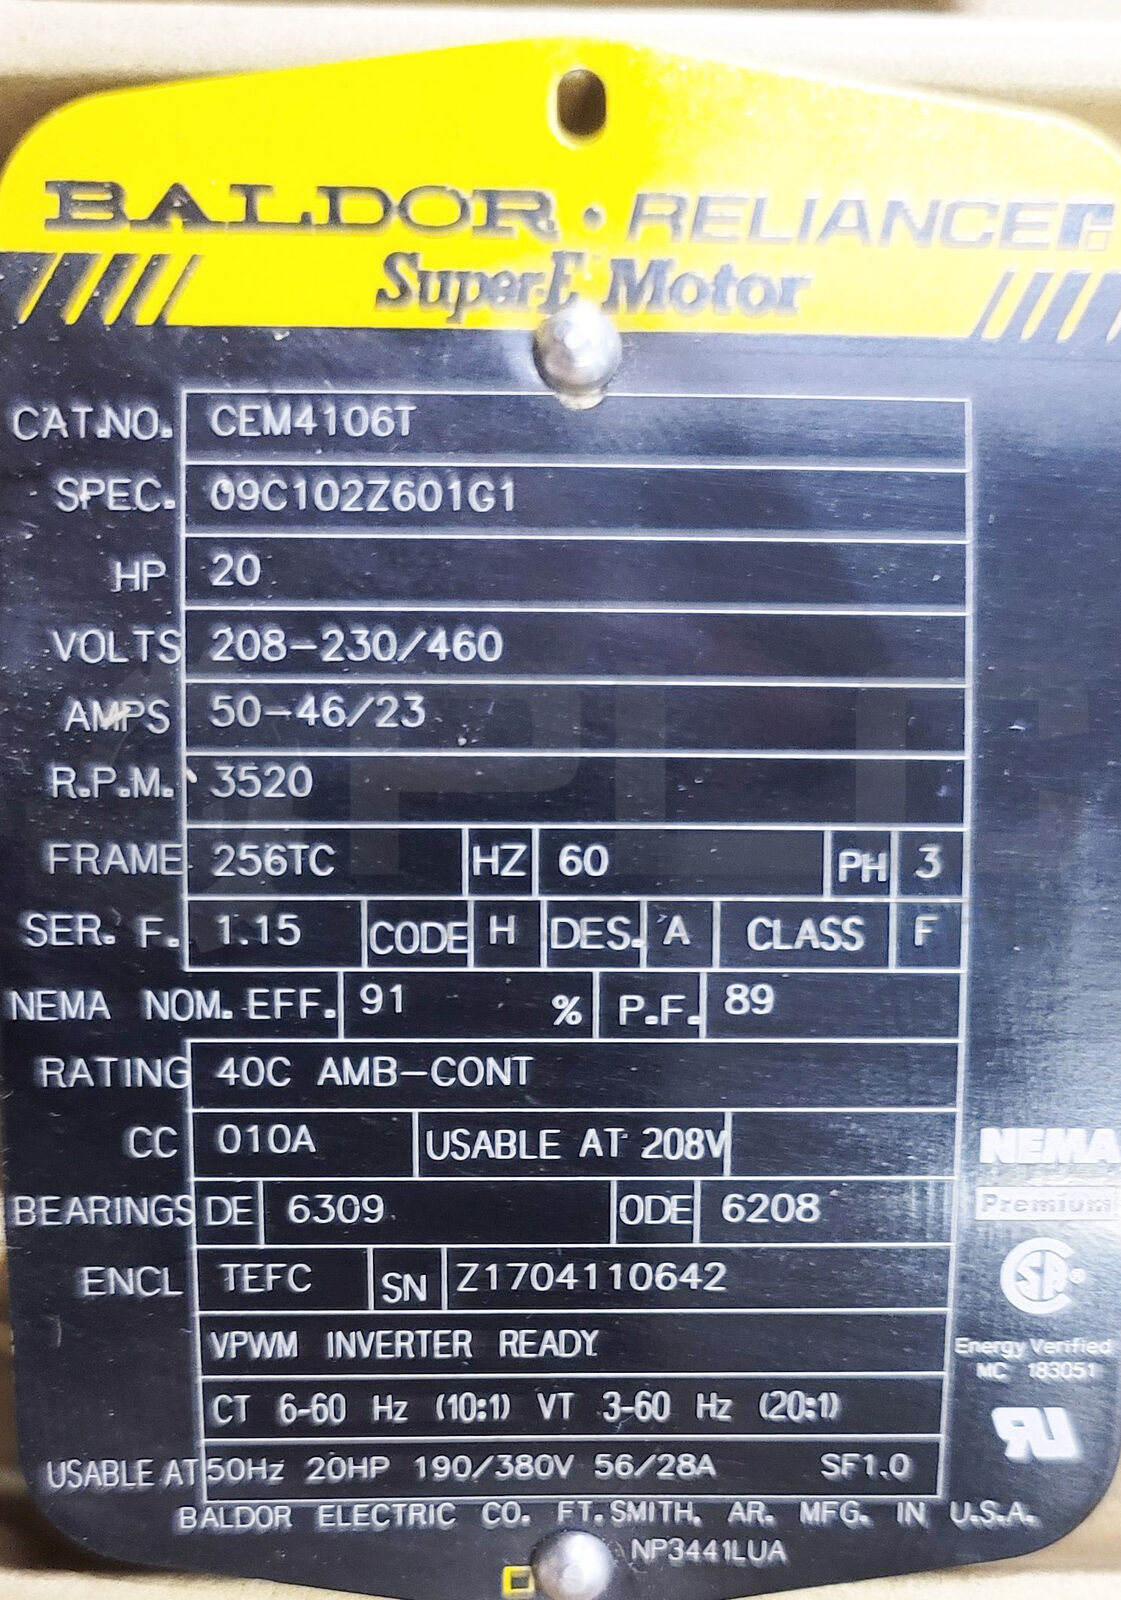 BALDOR · RELIANCER
Super-E Motor
CAT.NO. CEM4106T
SPEC. 09C102Z601G1
HP 20
VOLTS 208-230/460
AMPS 50-46/23
R.P.M. 3520
FRAME 256TC HZ 60 PH 3
SER. F. 1.15 CODE H DES. A CLASS F
NEMA NOM. EFF. 91 % P.F. 89
RATING 40C AMB-CONT
CC 010A USABLE AT 208V
NEMA
Premium
BEARINGS DE 6309 ODE 6208
ENCL TEFC SN Z1704110642
SA®
VPWM INVERTER READY
Energy Verified
MC 183051
CT 6-60 Hz (10:1) VT 3-60 Hz (20:1)
USABLE AT 50Hz 20HP 190/380V 56/28A SF1.0
BALDOR ELECTRIC CO. FT.SMITH, AR. MFG. IN U.S.A.
NP3441LUA